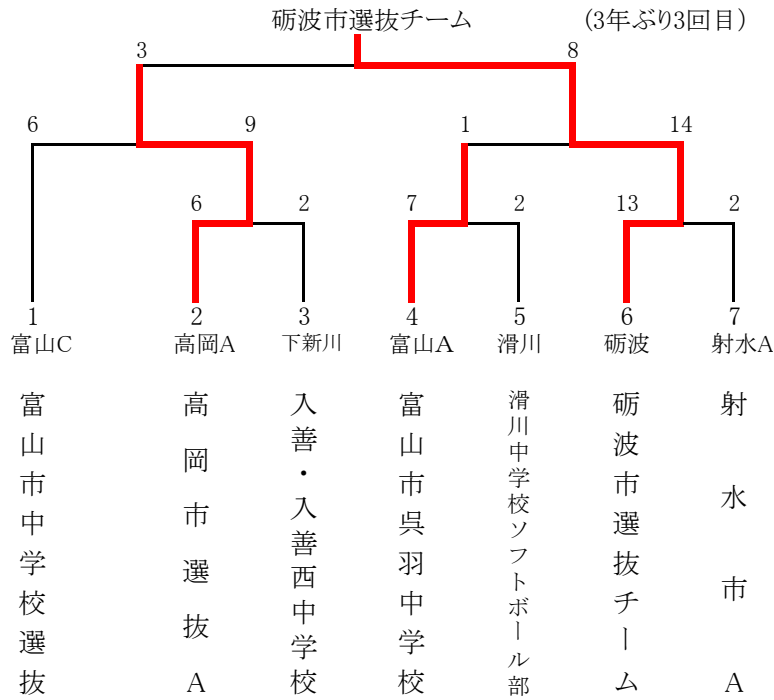 砺波市選抜チーム (3年ぶり3回目)
3 8
6 9 1 14
6 2 7 2 13 2
1 2 3 4 5 6 7
富山C 高岡A 下新川 富山A 滑川 砺波 射水A
富山市中学校選抜
高岡市選抜A
入善・入善西中学校
富山市呉羽中学校
滑川中学校ソフトボール部
砺波市選抜チーム
射水市A